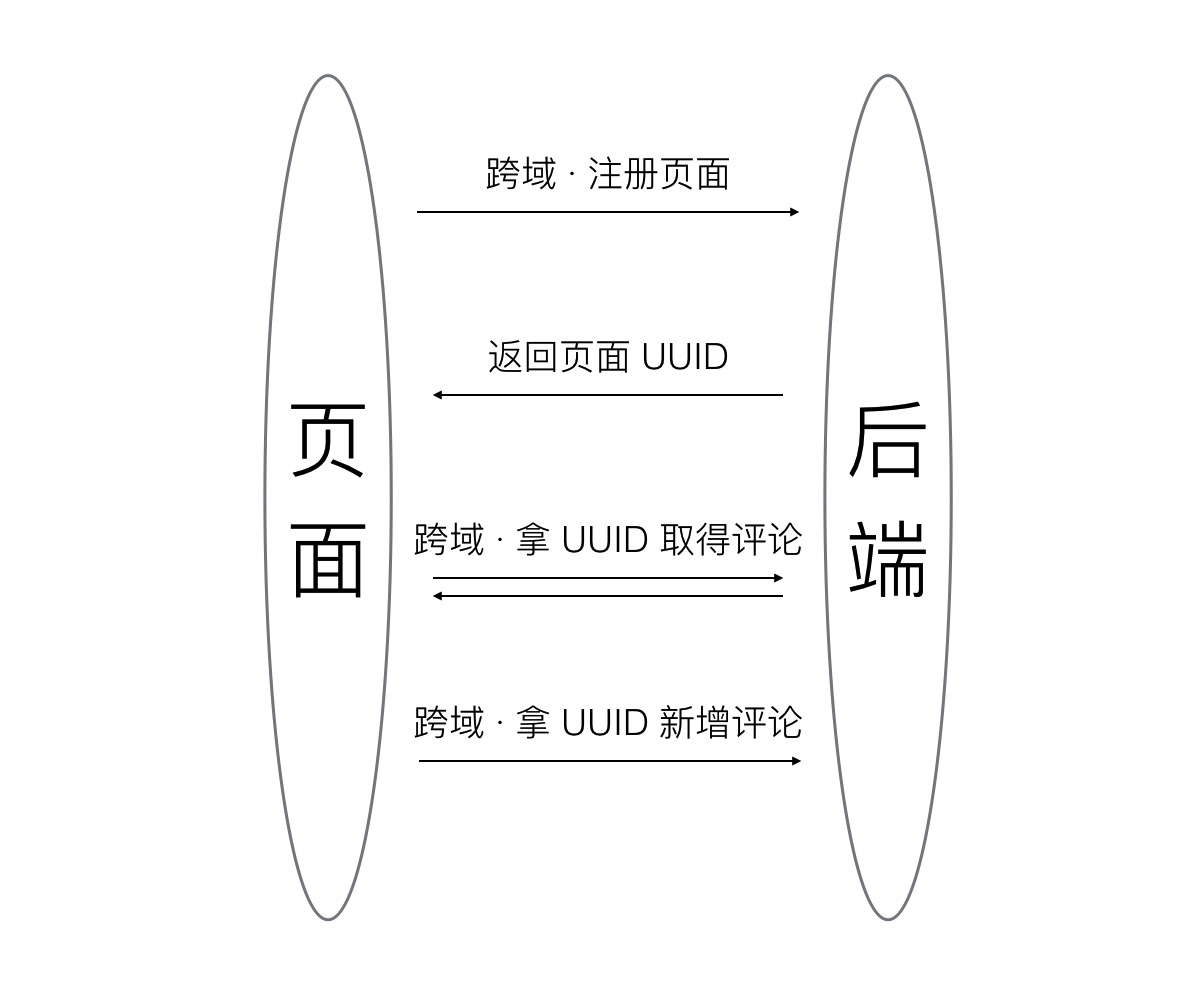 跨域 · 注册页面
返回页面 UUID
页面
后端
跨域 · 拿 UUID 取得评论
跨域 · 拿 UUID 新增评论